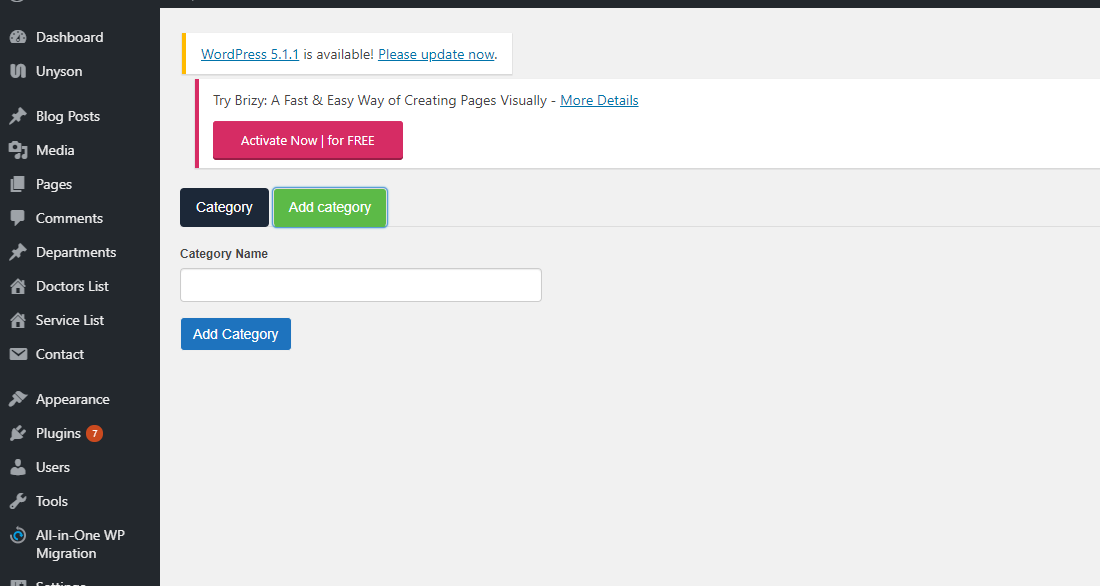 Dashboard
Unyson
Blog Posts
Media
Pages
Comments
Departments
Doctors List
Service List
Contact
Appearance
Plugins 7
Users
Tools
All-in-One WP
Migration
Settings
WordPress 5.1.1 is available! Please update now.
Try Brizy: A Fast & Easy Way of Creating Pages Visually - More Details
Activate Now | for FREE
Category Add category
Category Name
Add Category